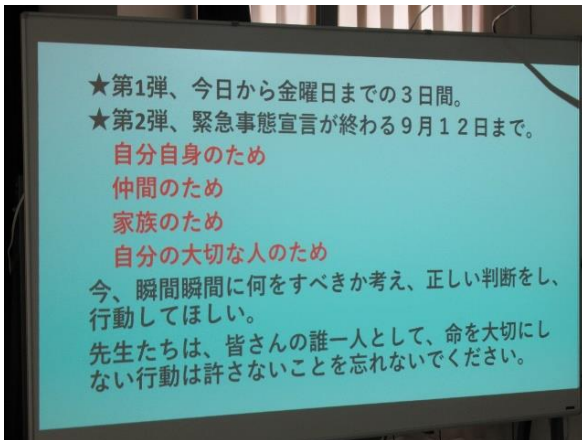 ★第1弾、今日から金曜日までの３日間。
★第2弾、緊急事態宣言が終わる９月１２日まで。
自分自身のため
仲間のため
家族のため
自分の大切な人のため
今、瞬間瞬間に何をすべきか考え、正しい判断をし、
行動してほしい。
先生たちは、皆さんの誰一人として、命を大切にし
ない行動は許さないことを忘れないでください。